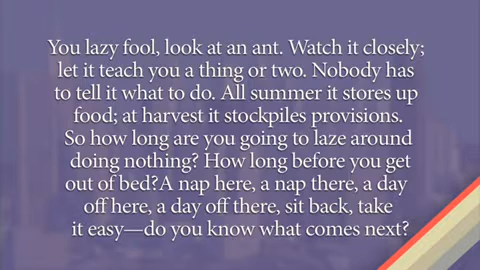 You lazy fool, look at an ant. Watch it closely;
let it teach you a thing or two. Nobody has
to tell it what to do. All summer it stores up
food; at harvest it stockpiles provisions.
So how long are you going to laze around
doing nothing? How long before you get
out of bed?A nap here, a nap there, a day
off here, a day off there, sit back, take
it easy—do you know what comes next?